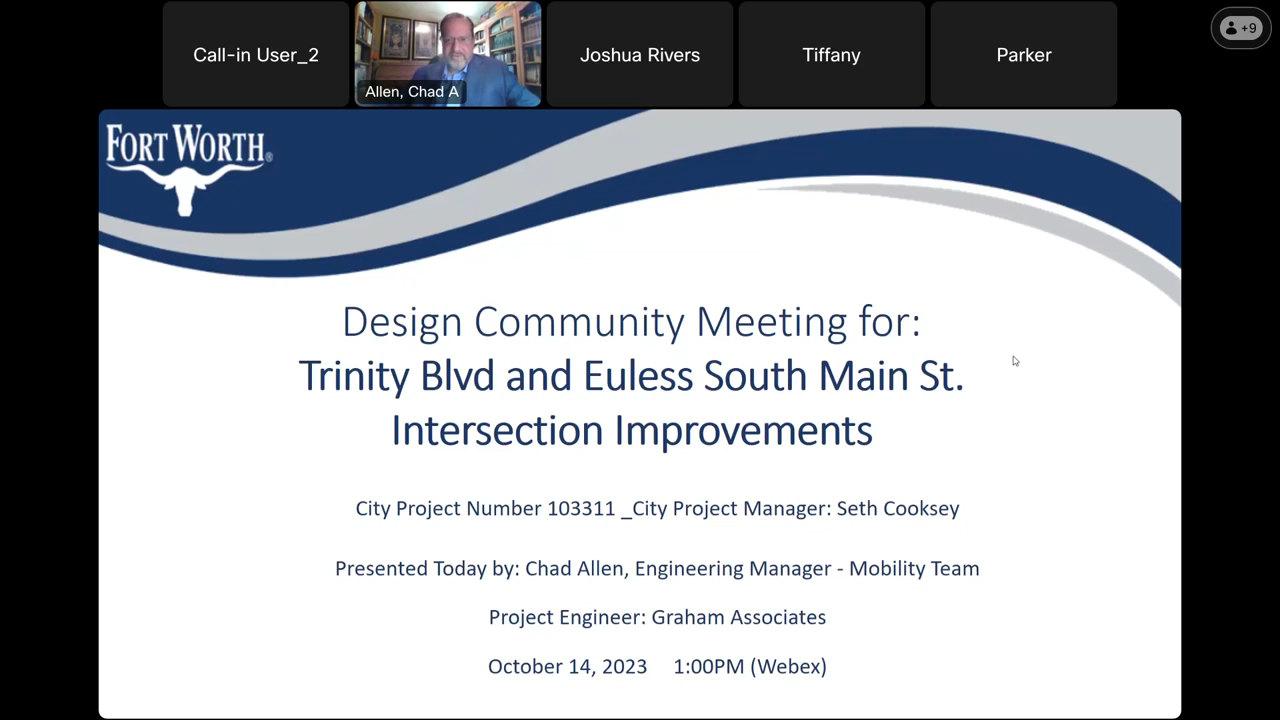 Call-in User_2
Allen, Chad A
Joshua Rivers
Tiffany
Parker
+9
FORT WORTH®
Design Community Meeting for:
Trinity Blvd and Euless South Main St.
Intersection Improvements
City Project Number 103311 _City Project Manager: Seth Cooksey
Presented Today by: Chad Allen, Engineering Manager - Mobility Team
Project Engineer: Graham Associates
October 14, 2023 1:00PM (Webex)